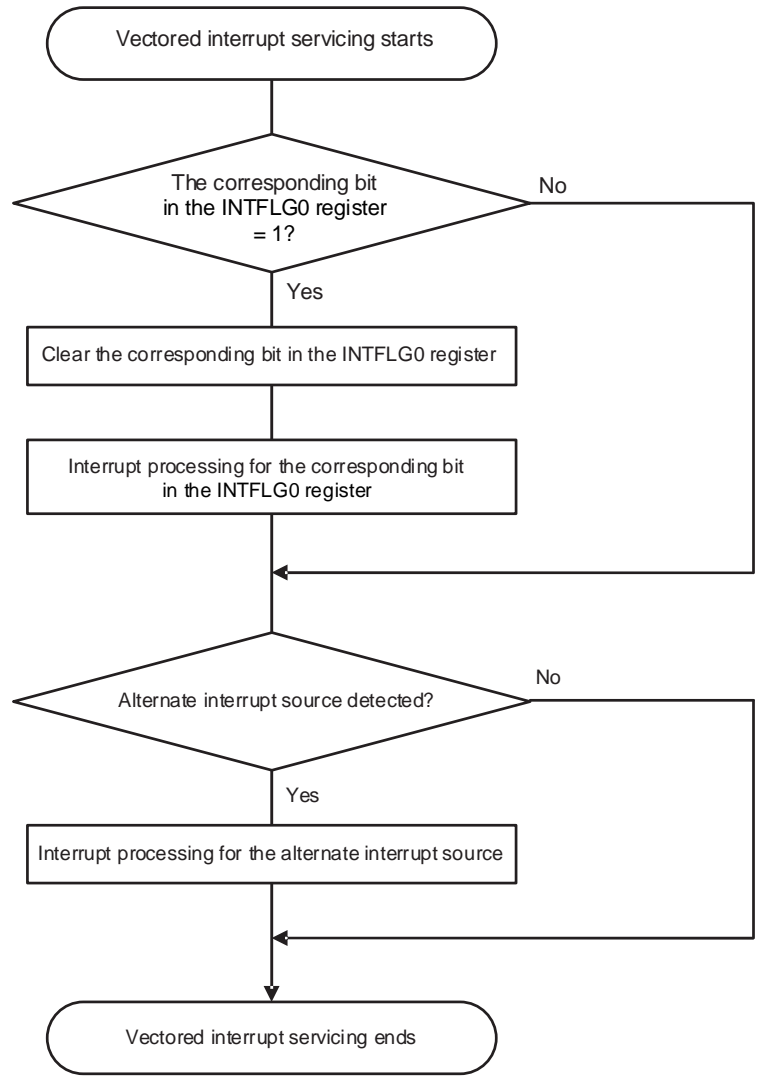 Vectored interrupt servicing starts
The corresponding bit
in the INTFLG0 register
= 1?
No
Yes
Clear the corresponding bit in the INTFLG0 register
Interrupt processing for the corresponding bit
in the INTFLG0 register
Alternate interrupt source detected?
No
Yes
Interrupt processing for the alternate interrupt source
Vectored interrupt servicing ends